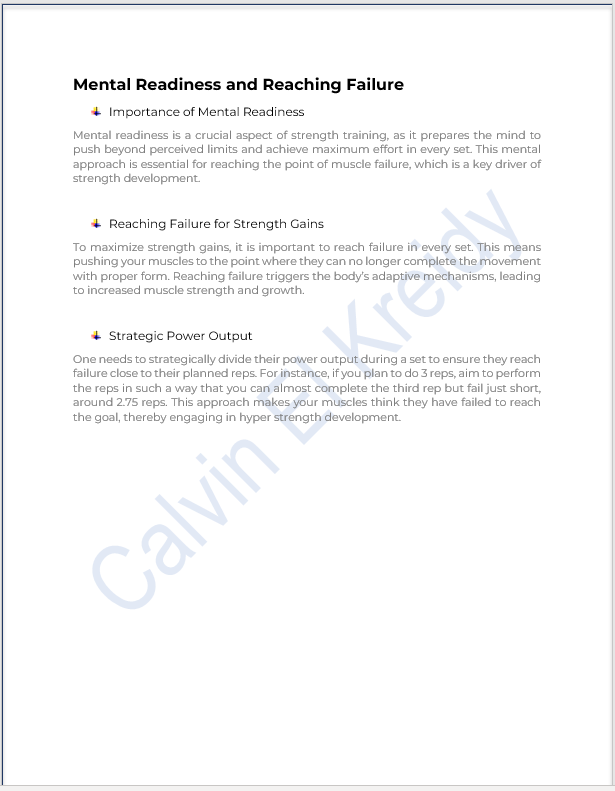 Mental Readiness and Reaching Failure
Importance of Mental Readiness
Mental readiness is a crucial aspect of strength training, as it prepares the mind to
push beyond perceived limits and achieve maximum effort in every set. This mental
approach is essential for reaching the point of muscle failure, which is a key driver of
strength development.
Reaching Failure for Strength Gains
To maximize strength gains, it is important to reach failure in every set. This means
pushing your muscles to the point where they can no longer complete the movement
with proper form. Reaching failure triggers the body’s adaptive mechanisms, leading
to increased muscle strength and growth.
Strategic Power Output
One needs to strategically divide their power output during a set to ensure they reach
failure close to their planned reps. For instance, if you plan to do 3 reps, aim to perform
the reps in such a way that you can almost complete the third rep but fail just short,
around 2.75 reps. This approach makes your muscles think they have failed to reach
the goal, thereby engaging in hyper strength development.
Calvin El Kreidy